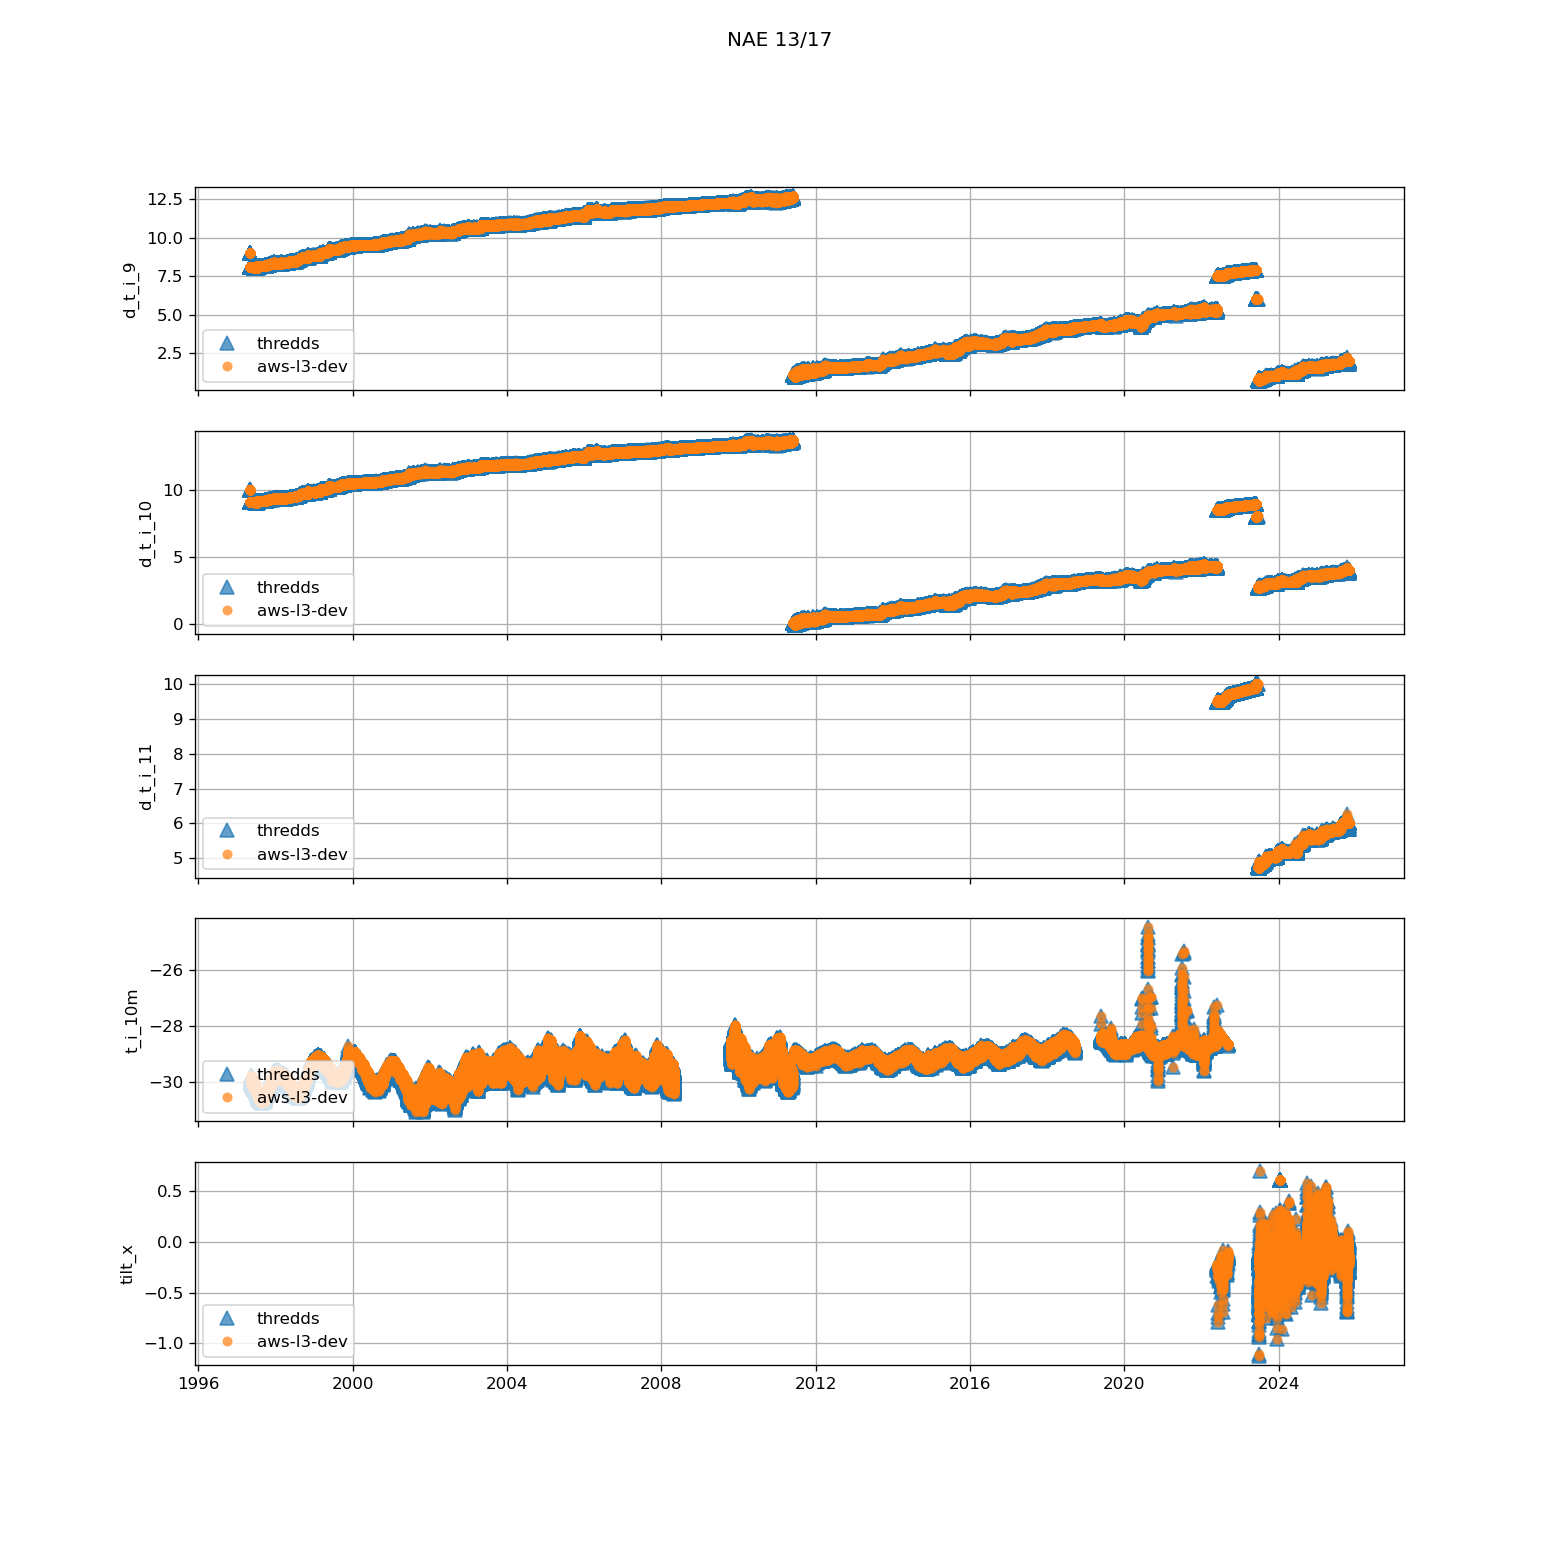 NAE 13/17
12.5
10.0
7.5
5.0
2.5
d_t_i_9
thredds
aws-l3-dev
10
5
0
d_t_i_10
thredds
aws-l3-dev
10
9
8
7
6
5
d_t_i_11
thredds
aws-l3-dev
−26
−28
−30
t_i_10m
thredds
aws-l3-dev
0.5
0.0
−0.5
−1.0
tilt_x
thredds
aws-l3-dev
1996 2000 2004 2008 2012 2016 2020 2024